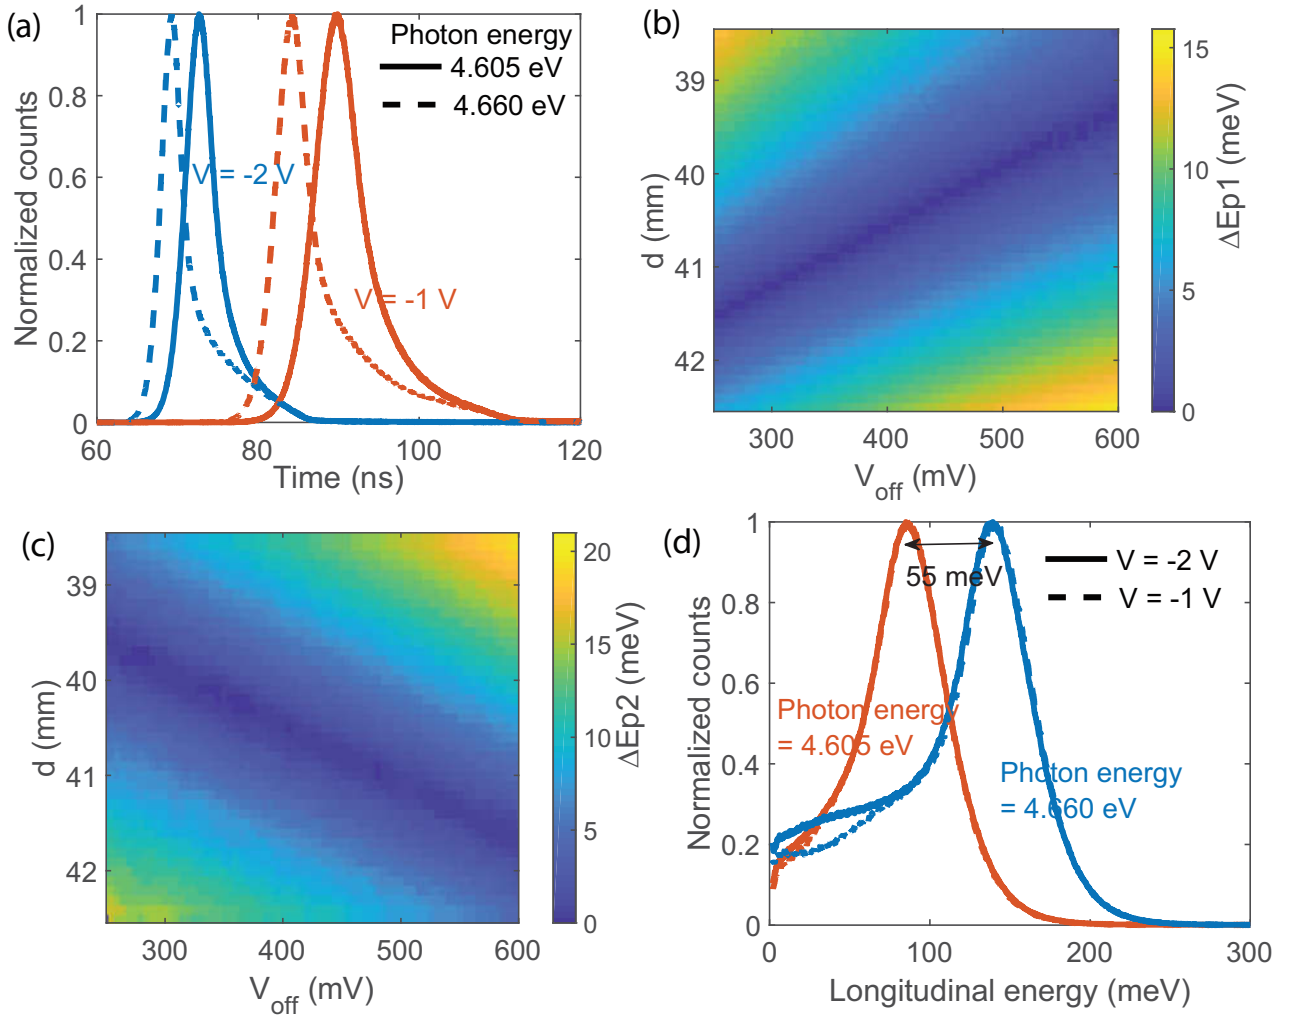 (a)
1
0.8
0.6
0.4
0.2
0
60
80
100
120
Normalized counts
Time (ns)
Photon energy
4.605 eV
4.660 eV
V = -2 V
V = -1 V
(b)
39
40
41
42
d (mm)
300
400
500
600
V_off (mV)
15
10
5
0
ΔEp1 (meV)
(c)
39
40
41
42
d (mm)
300
400
500
600
V_off (mV)
20
15
10
5
0
ΔEp2 (meV)
(d)
1
0.8
0.6
0.4
0.2
0
0
100
200
300
Normalized counts
Longitudinal energy (meV)
55 meV
V = -2 V
V = -1 V
Photon energy
= 4.605 eV
Photon energy
= 4.660 eV